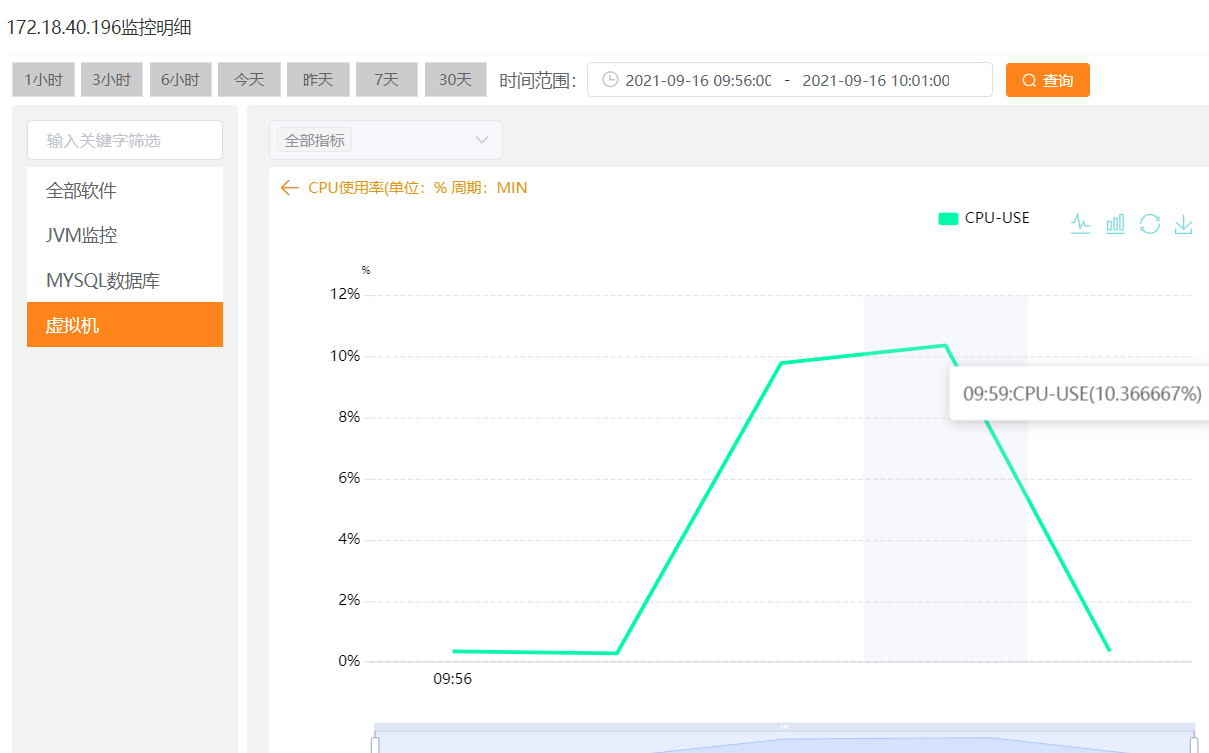 172.18.40.196监控明细
1小时 3小时 6小时 今天 昨天 7天 30天 时间范围: 2021-09-16 09:56:00 - 2021-09-16 10:01:00 查询
输入关键字筛选
全部指标
全部软件
JVM监控
MYSQL数据库
虚拟机
CPU使用率(单位：% 周期：MIN
CPU-USE
%
12%
10%
09:59:CPU-USE(10.366667%)
8%
6%
4%
2%
0%
09:56